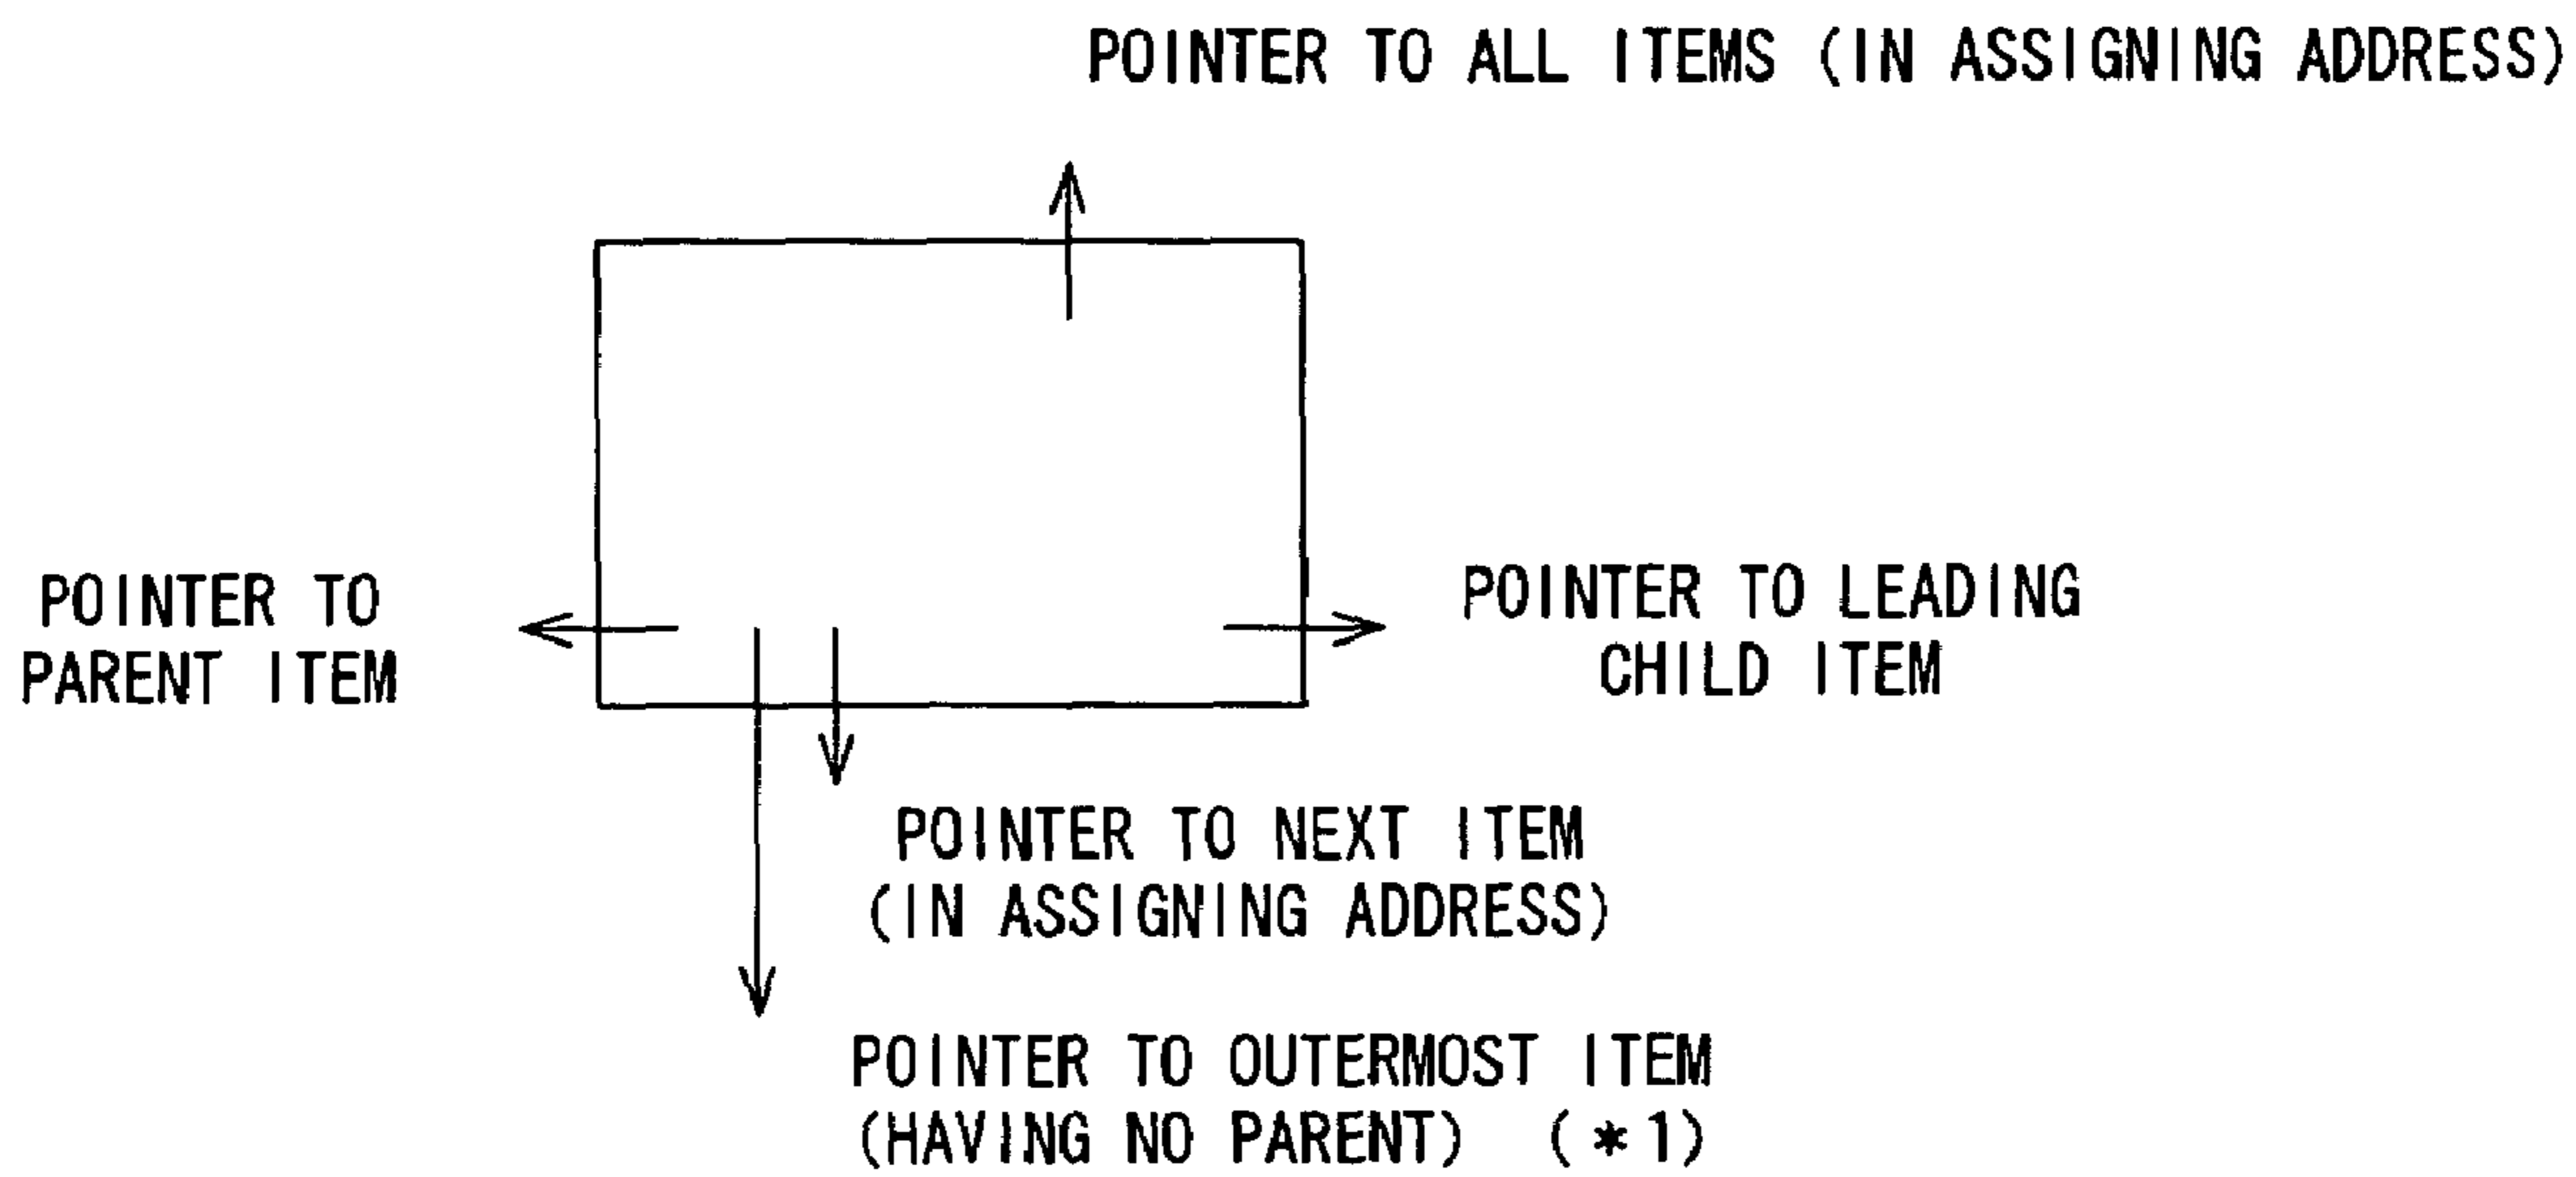 POINTER TO ALL ITEMS (IN ASSIGNING ADDRESS)
POINTER TO
PARENT ITEM
POINTER TO LEADING
CHILD ITEM
POINTER TO NEXT ITEM
(IN ASSIGNING ADDRESS)
POINTER TO OUTERMOST ITEM
(HAVING NO PARENT) (*1)